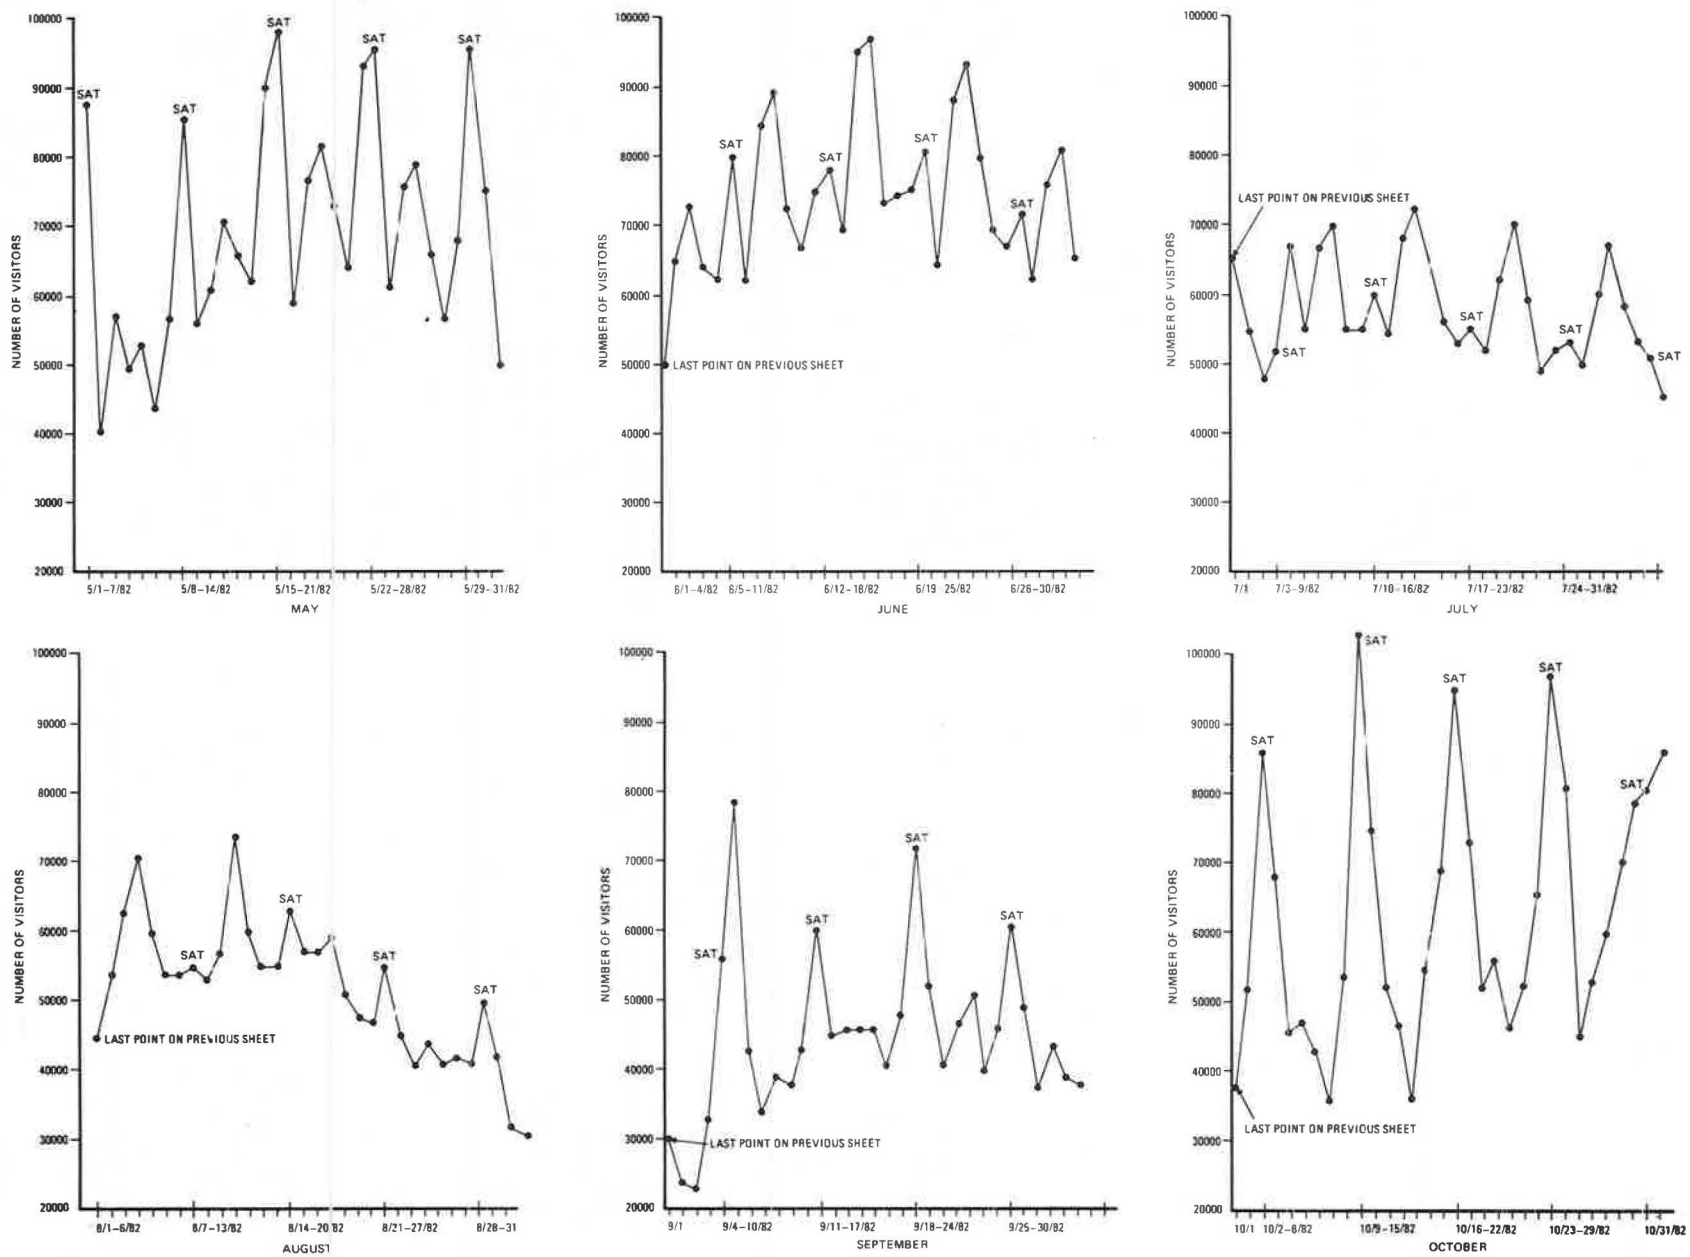 100000
90000
80000
70000
60000
50000
40000
30000
20000
NUMBER OF VISITORS
SAT
SAT
SAT
SAT
SAT
5/1-7/82 5/8-14/82 5/15-21/82 5/22-28/82 5/29-31/82
MAY
100000
90000
80000
70000
60000
50000
40000
30000
20000
NUMBER OF VISITORS
SAT
SAT
SAT
SAT
LAST POINT ON PREVIOUS SHEET
6/1-4/82 6/5-11/82 6/12-18/82 6/19 25/82 6/26-30/82
JUNE
100000
90000
80000
70000
60009
50000
40000
30000
20000
NUMBER OF VISITORS
LAST POINT ON PREVIOUS SHEET
SAT
SAT
SAT
SAT
SAT
7/1 7/3-9/82 7/10-16/82 7/17-23/82 7/24-31/82
JULY
100000
90000
80000
70000
60000
50000
40000
30000
20000
NUMBER OF VISITORS
SAT
SAT
SAT
SAT
LAST POINT ON PREVIOUS SHEET
8/1-6/82 8/7-13/82 8/14-20/82 8/21-27/82 8/28-31
AUGUST
100000
90000
80000
70000
60000
50000
40000
30000
20000
NUMBER OF VISITORS
SAT
SAT
SAT
SAT
LAST POINT ON PREVIOUS SHEET
9/1 9/4-10/82 9/11-17/82 9/18-24/82 9/25-30/82
SEPTEMBER
100000
90000
80000
70000
60000
50000
40000
30000
20000
NUMBER OF VISITORS
SAT
SAT
SAT
SAT
SAT
LAST POINT ON PREVIOUS SHEET
10/1 10/2-8/82 10/9-15/82 10/16-22/82 10/23-29/82 10/31/82
OCTOBER